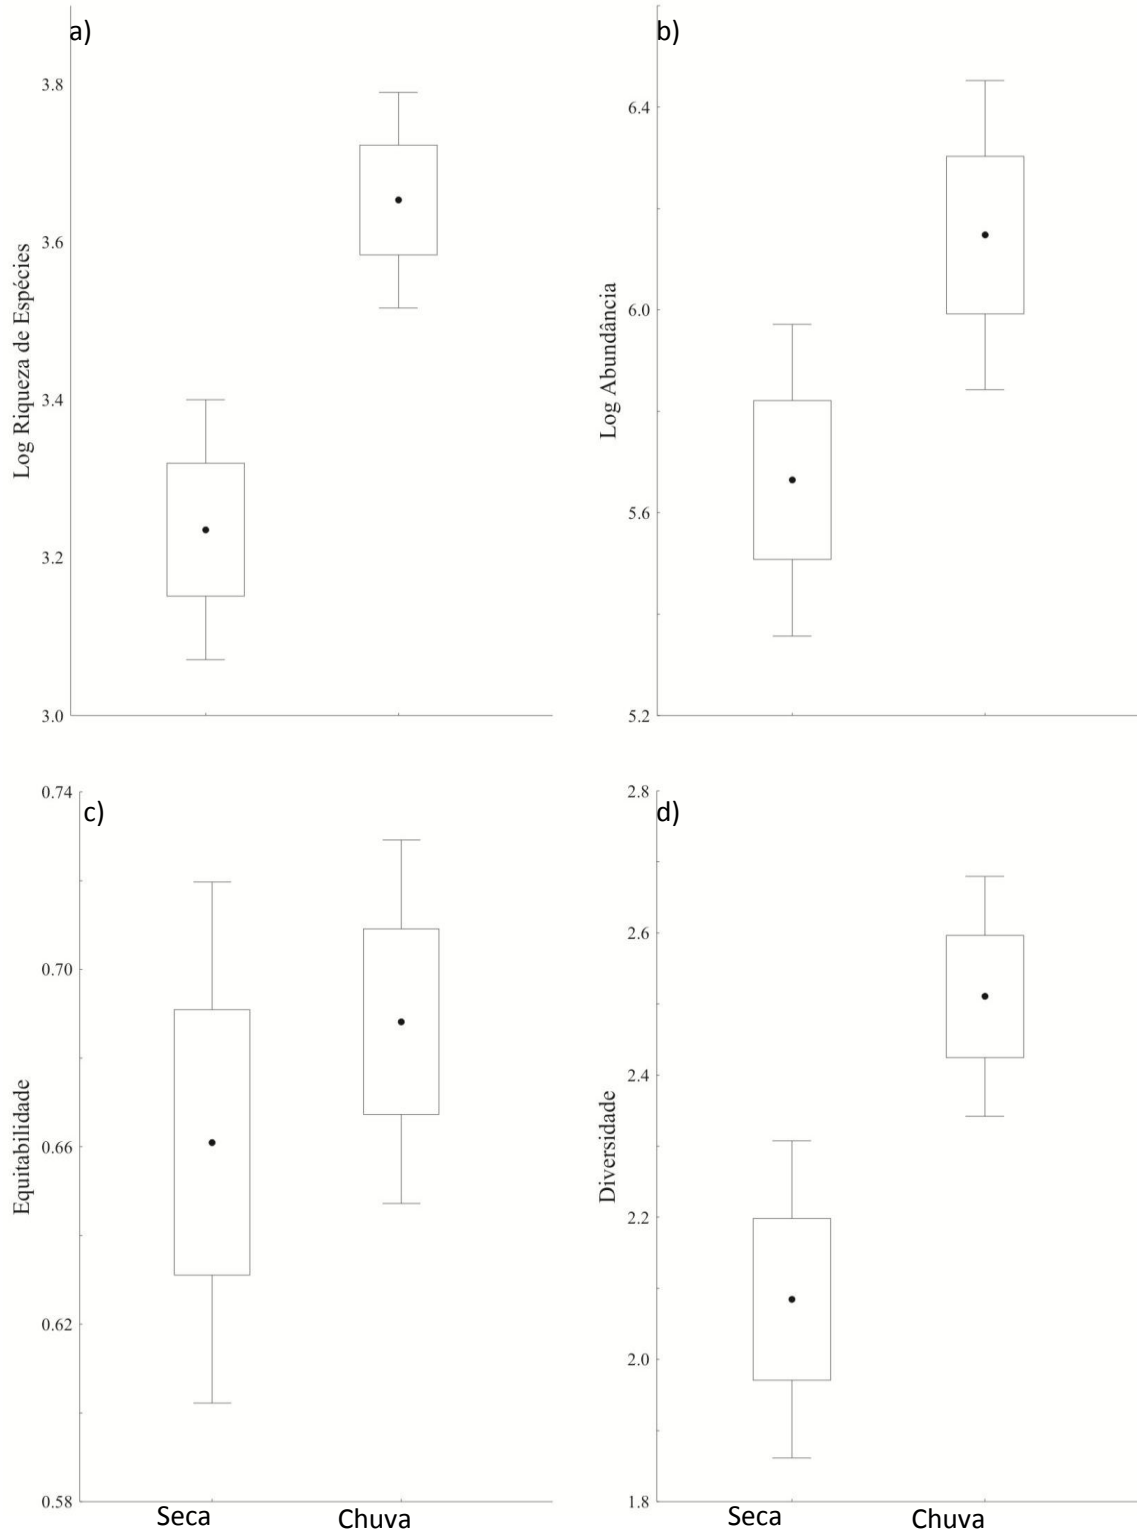 a)
Log Riqueza de Espécies
3.8
3.6
3.4
3.2
3.0
b)
Log Abundância
6.4
6.0
5.6
5.2
c)
Equitabilidade
0.74
0.70
0.66
0.62
0.58
Seca
Chuva
d)
Diversidade
2.8
2.6
2.4
2.2
2.0
1.8
Seca
Chuva